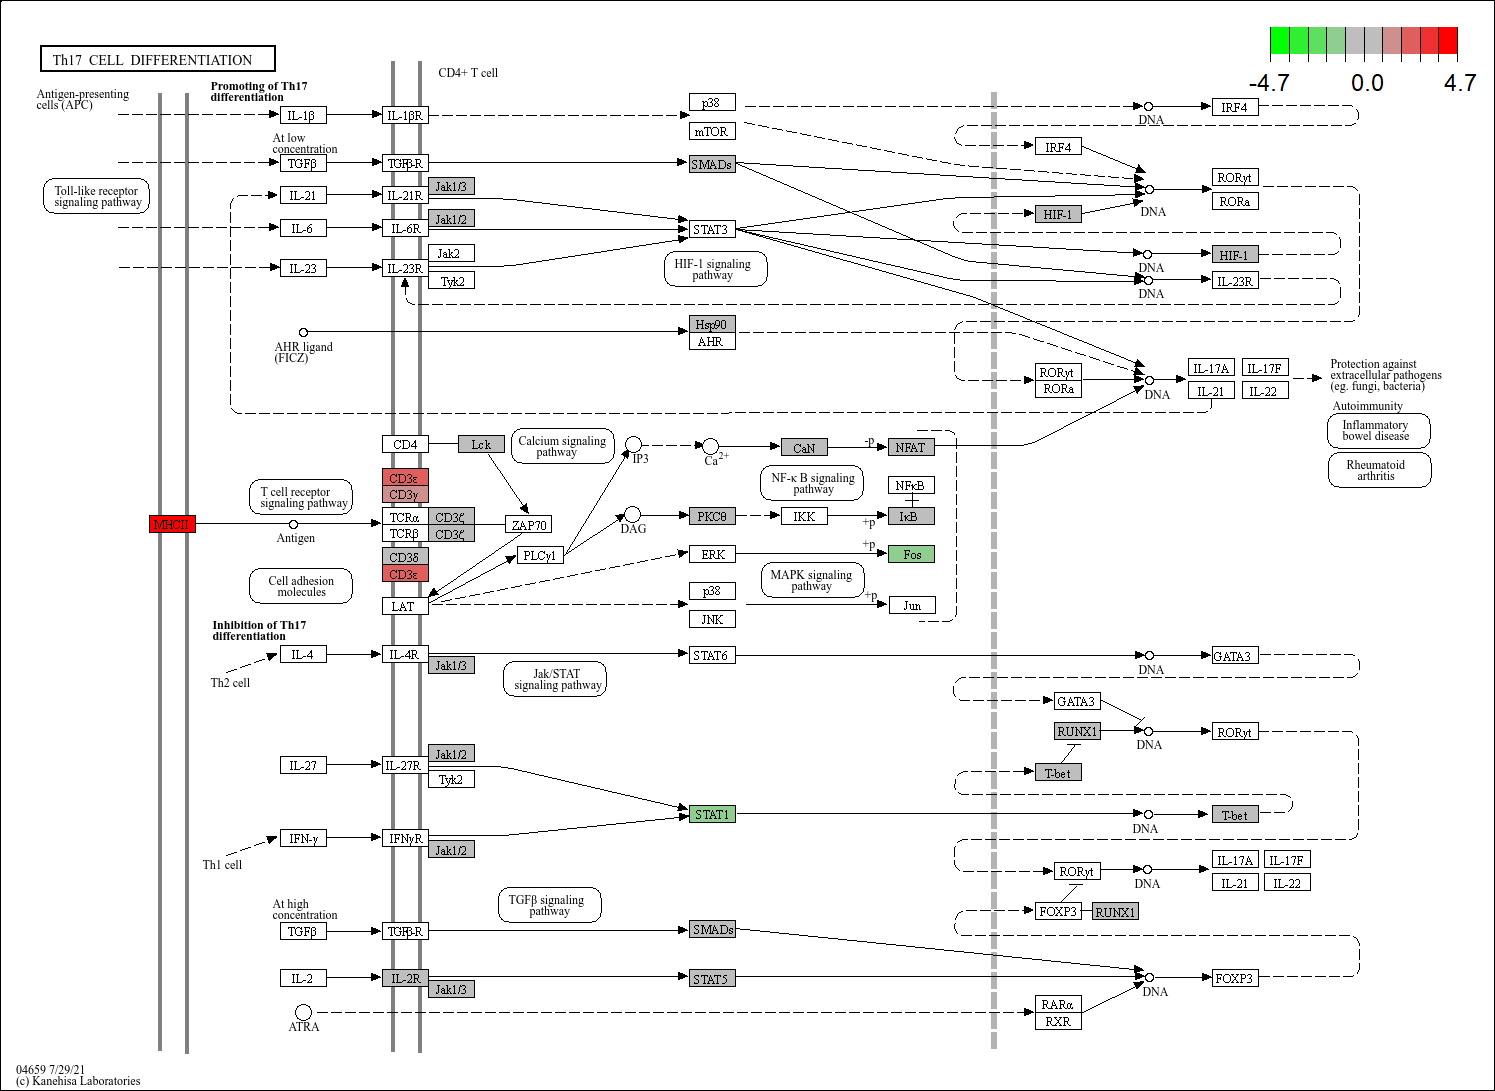 Th17 CELL DIFFERENTIATION
-4.7 0.0 4.7
CD4+ T cell
Antigen-presenting
cells (APC)
Promoting of Th17
differentiation
IL-1β IL-1βR p38 DNA IRF4
mTOR
At low
concentration
IRF4
TGFβ TGFβ-R SMADs
Toll-like receptor
signaling pathway
RORγt
RORa
DNA
Jak1/3
IL-21 IL-21R
Jak1/2
HIF-1
IL-6 IL-6R STAT3
Jak2
HIF-1
DNA
IL-23 IL-23R
Tyk2
HIF-1 signaling
pathway
IL-23R
DNA
Hsp90
AHR
AHR ligand
(FICZ)
RORγt
RORa
DNA
IL-17A IL-17F
IL-21 IL-22
Protection against
extracellular pathogens
(eg. fungi, bacteria)
Autoimmunity
Inflammatory
bowel disease
Rheumatoid
arthritis
CD4 Lck
Calcium signaling
pathway
IP3
Ca2+
CaN
-p
NFAT
CD3ε
CD3γ
T cell receptor
signaling pathway
NF-κ B signaling
pathway
NFκB
MHCII
Antigen
TCRα CD3ζ
TCRβ CD3ζ
ZAP70
DAG
PKCθ
IKK
+p
IκB
CD3δ
CD3ε
PLCγ1
ERK
+p
Fos
Cell adhesion
molecules
MAPK signaling
pathway
LAT
p38
JNK
+p
Jun
Inhibition of Th17
differentiation
IL-4 IL-4R STAT6 GATA3
Jak1/3
DNA
Th2 cell
Jak/STAT
signaling pathway
GATA3
RUNX1
DNA
RORγt
Jak1/2
IL-27 IL-27R
Tyk2
T-bet
STAT1
DNA
T-bet
IFN-γ IFNγR
Jak1/2
Th1 cell
RORγt
DNA
IL-17A IL-17F
IL-21 IL-22
At high
concentration
TGFβ signaling
pathway
FOXP3 RUNX1
TGFβ TGFβ-R SMADs
IL-2 IL-2R STAT5 FOXP3
Jak1/3
DNA
ATRA
RARα
RXR
04659 7/29/21
(c) Kanehisa Laboratories